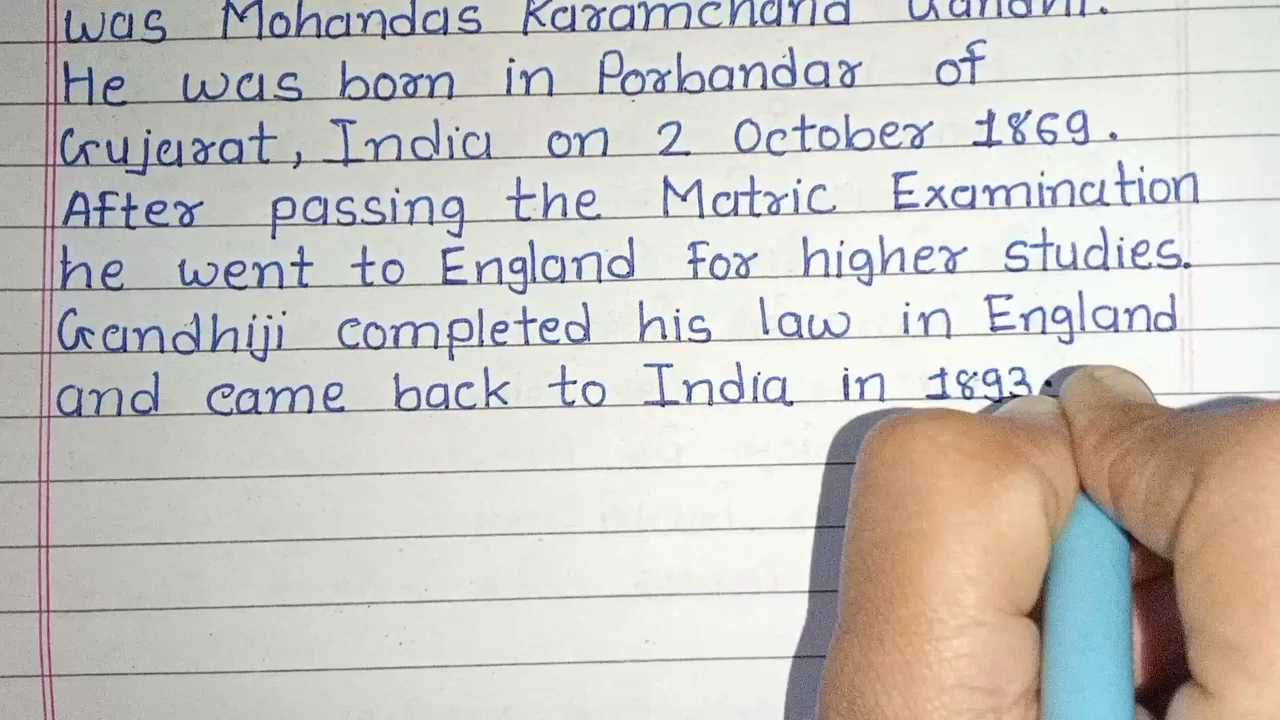 was Mohandas Karamchand Gandhi.
He was born in Porbandar of
Gujarat, India on 2 October 1869.
After passing the Matric Examination
he went to England for higher studies.
Gandhiji completed his law in England
and came back to India in 1893.